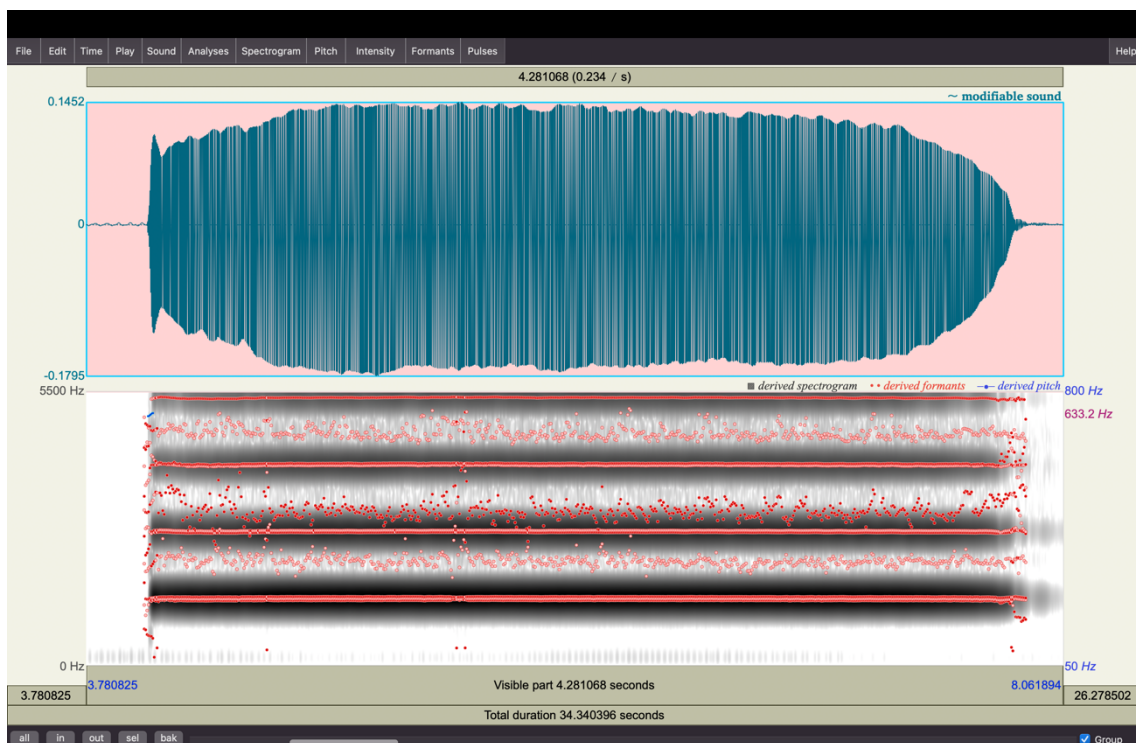 File Edit Time Play Sound Analyses Spectrogram Pitch Intensity Formants Pulses Help
4.281068 (0.234 / s)
0.1452 ~ modifiable sound
0
-0.1795
5500 Hz derived spectrogram derived formants derived pitch 800 Hz
633.2 Hz
0 Hz 50 Hz
3.780825 Visible part 4.281068 seconds 8.061894
3.780825 26.278502
Total duration 34.340396 seconds
all in out sel bak Group